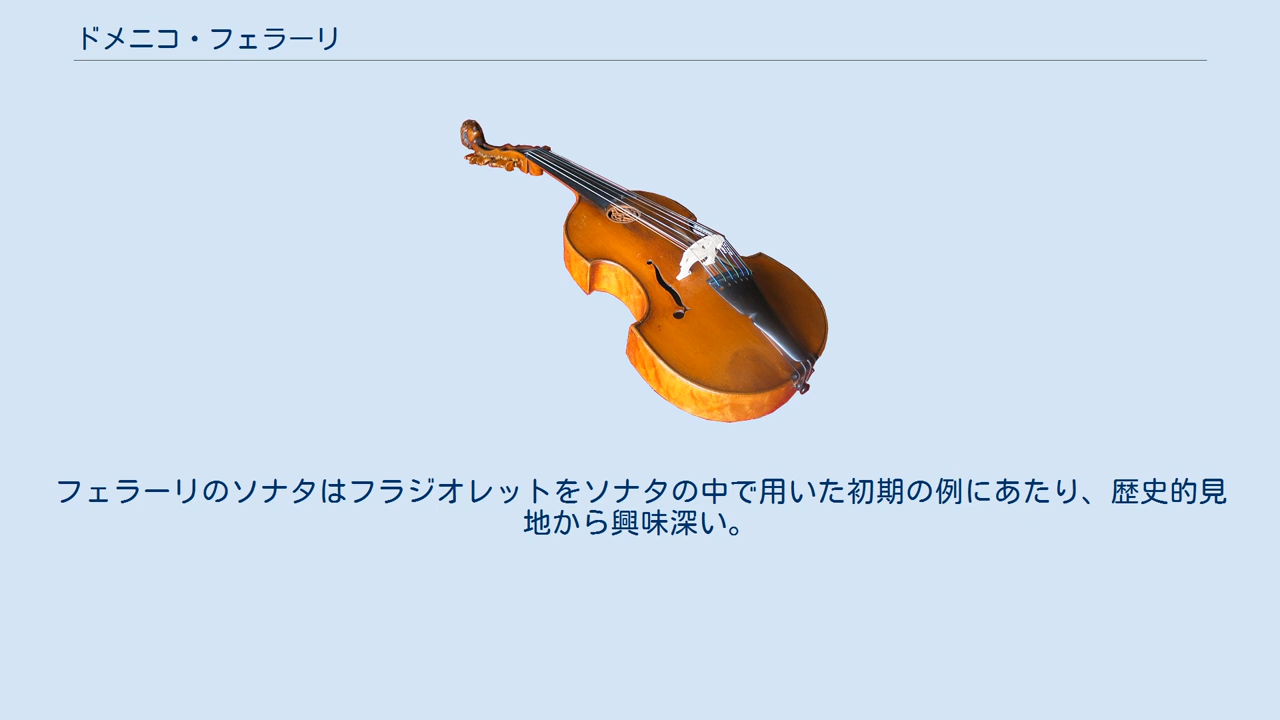 ドメニコ・フェラーリ
フェラーリのソナタはフラジオレットをソナタの中で用いた初期の例にあたり、歴史的見
地から興味深い。